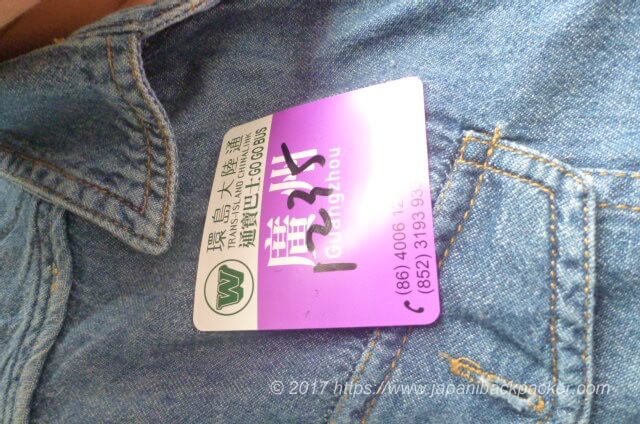 環島大陸通
TRANS-ISLAND CHINALINK
通寶巴士 GO GO BUS
W
廣州
Guangzhou
(86) 4006 12
(852) 3193 93
© 2017 https://www.japanibackpacker.com